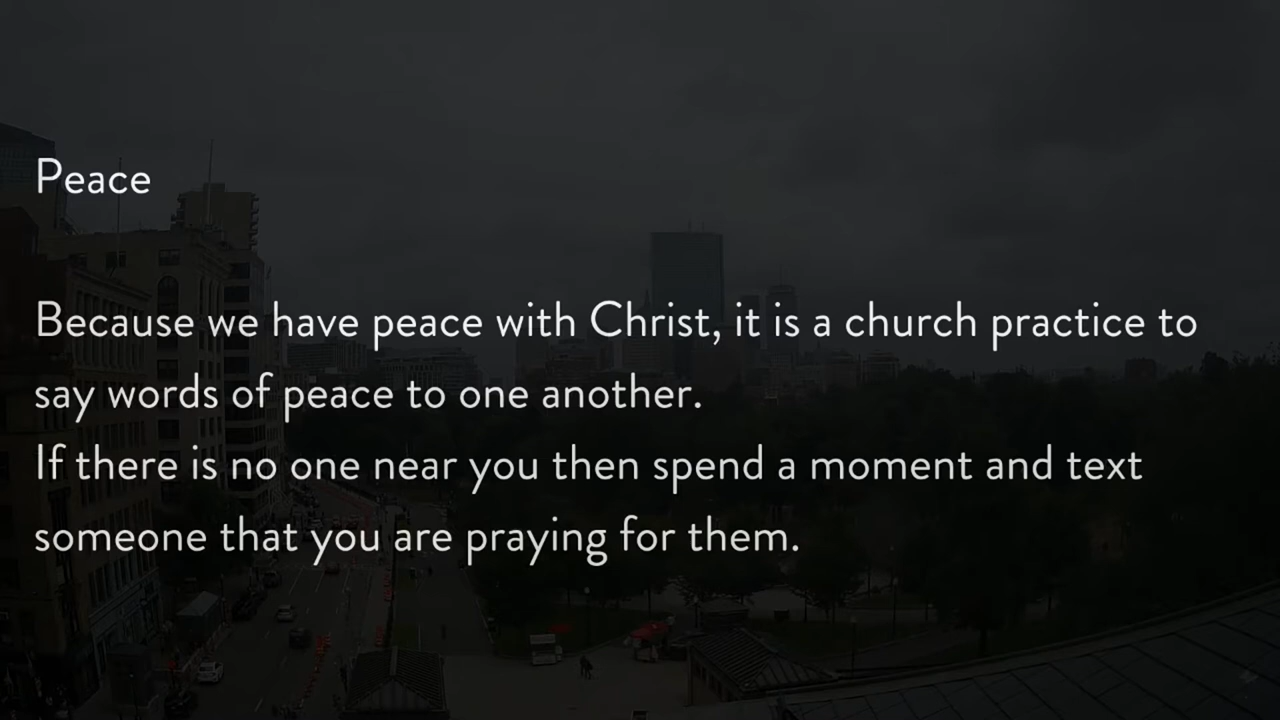 Peace
Because we have peace with Christ, it is a church practice to
say words of peace to one another.
If there is no one near you then spend a moment and text
someone that you are praying for them.